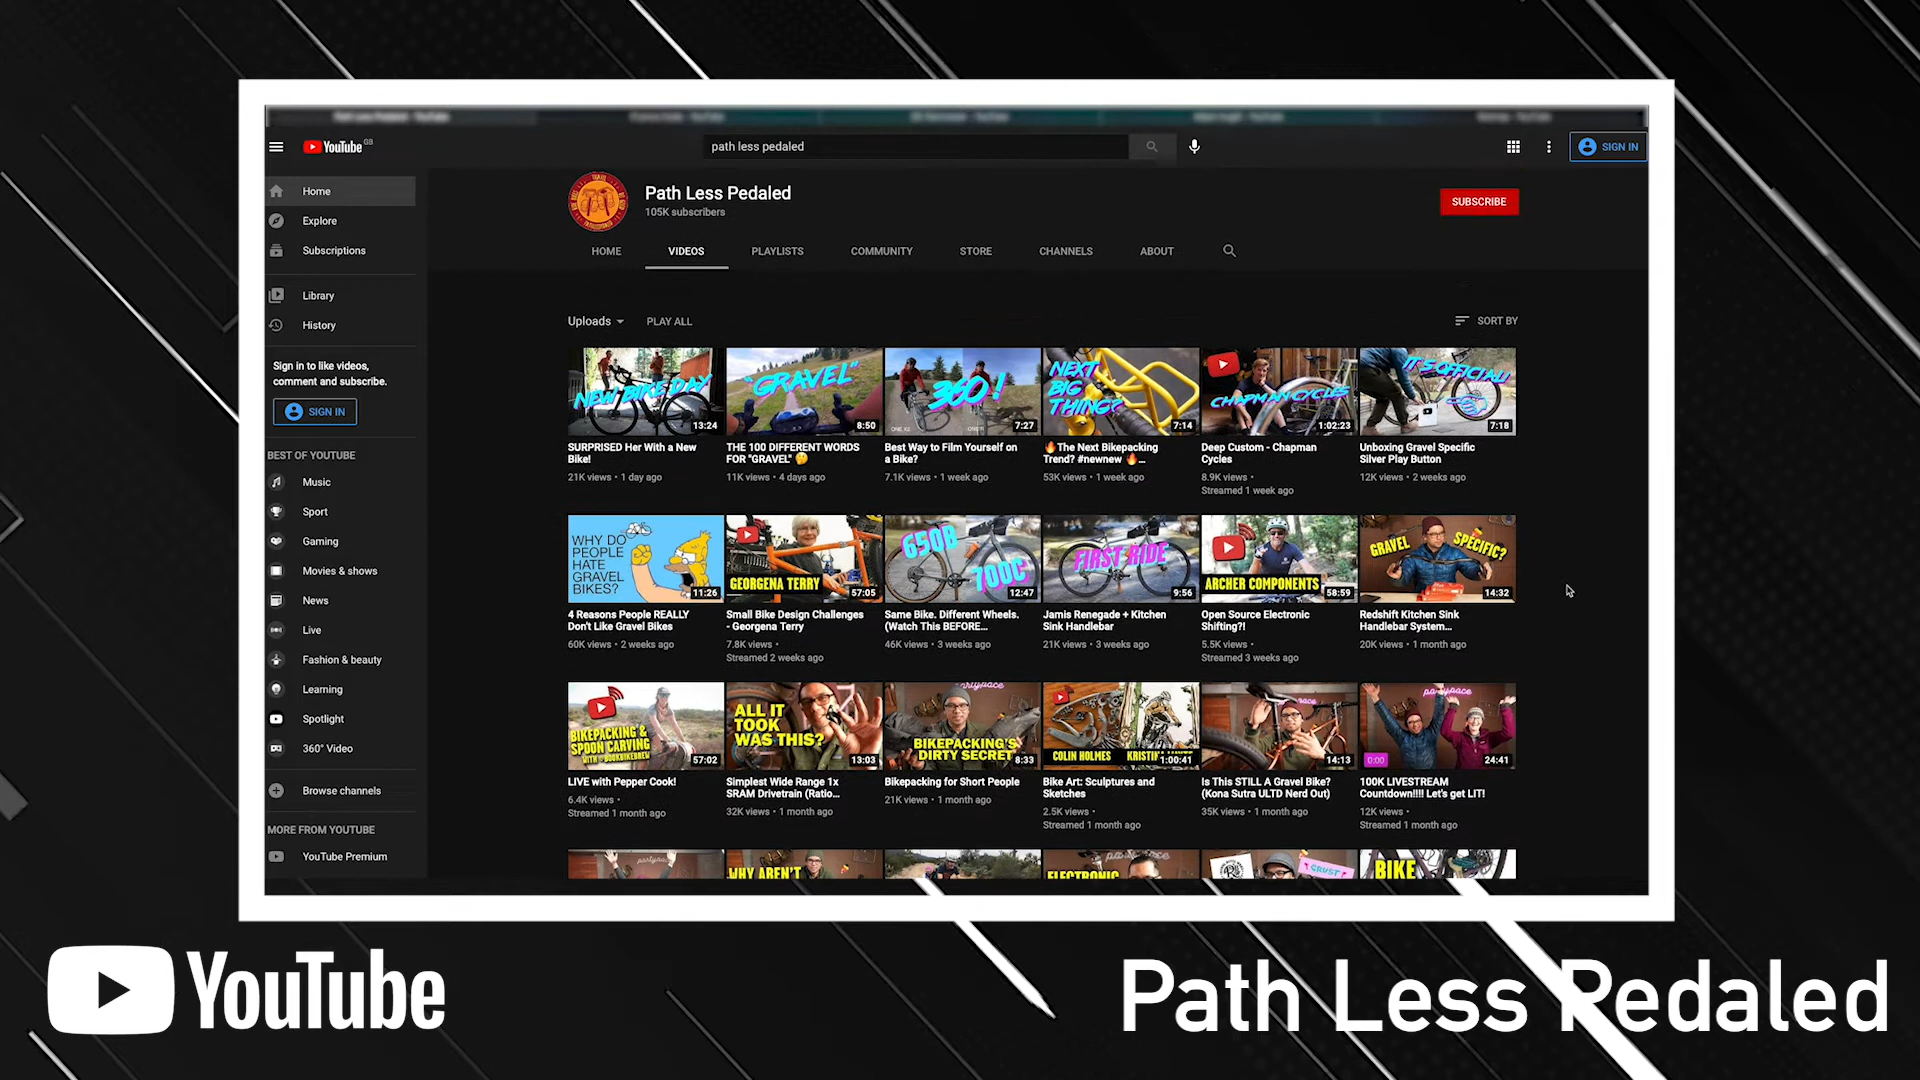 YouTube GB
path less pedaled
SIGN IN
Home
Explore
Subscriptions
Library
History
Sign in to like videos,
comment and subscribe.
SIGN IN
BEST OF YOUTUBE
Music
Sport
Gaming
Movies & shows
News
Live
Fashion & beauty
Learning
Spotlight
360° Video
Browse channels
MORE FROM YOUTUBE
YouTube Premium
Path Less Pedaled
105K subscribers
SUBSCRIBE
HOME VIDEOS PLAYLISTS COMMUNITY STORE CHANNELS ABOUT
Uploads PLAY ALL SORT BY
NEW BIKE DAY
13:24
SURPRISED Her With a New
Bike!
21K views • 1 day ago
"GRAVEL"
8:50
THE 100 DIFFERENT WORDS
FOR "GRAVEL" 🤔
11K views • 4 days ago
360!
7:27
Best Way to Film Yourself on
a Bike?
7.1K views • 1 week ago
NEXT
BIG
THING?
7:14
🔥The Next Bikepacking
Trend? #newnew 🔥...
53K views • 1 week ago
CHAPMAN CYCLES
1:02:23
Deep Custom - Chapman
Cycles
8.9K views •
Streamed 1 week ago
IT'S OFFICIAL!
7:18
Unboxing Gravel Specific
Silver Play Button
12K views • 2 weeks ago
WHY DO
PEOPLE
HATE
GRAVEL
BIKES?
11:26
4 Reasons People REALLY
Don't Like Gravel Bikes
60K views • 2 weeks ago
GEORGENA TERRY
57:05
Small Bike Design Challenges
- Georgena Terry
7.8K views •
Streamed 2 weeks ago
650B
700C
12:47
Same Bike. Different Wheels.
(Watch This BEFORE...
46K views • 3 weeks ago
FIRST RIDE
9:56
Jamis Renegade + Kitchen
Sink Handlebar
21K views • 3 weeks ago
ARCHER COMPONENTS
58:59
Open Source Electronic
Shifting?!
5.5K views •
Streamed 3 weeks ago
GRAVEL SPECIFIC?
14:32
Redshift Kitchen Sink
Handlebar System...
20K views • 1 month ago
BIKEPACKING &
SPOON CARVING
57:02
LIVE with Pepper Cook!
6.4K views •
Streamed 1 month ago
ALL IT
TOOK
WAS THIS?
13:03
Simplest Wide Range 1x
SRAM Drivetrain (Ratio...
32K views • 1 month ago
partypace
BIKEPACKING'S
DIRTY SECRET
8:33
Bikepacking for Short People
21K views • 1 month ago
COLIN HOLMES
1:00:41
Bike Art: Sculptures and
Sketches
2.5K views •
Streamed 1 month ago
14:13
Is This STILL A Gravel Bike?
(Kona Sutra ULTD Nerd Out)
35K views • 1 month ago
partypace
0:00
24:41
100K LIVESTREAM
Countdown!!!! Let's get LIT!
12K views •
Streamed 1 month ago
partypace
WHY AREN'T
ELECTRONIC
CRUST
BIKE
YouTube
Path Less Pedaled